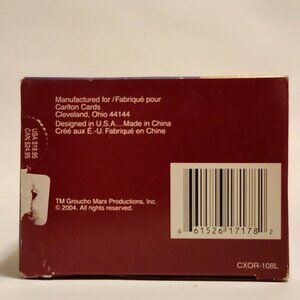 Manufactured for / Fabriqué pour
Carlton Cards
Cleveland, Ohio 44144
Designed in U.S.A....Made in China
Créé aux É.-U. Fabriqué en Chine
USA $19.95
CAN $24.95
TM Groucho Marx Productions, Inc.
© 2004. All rights reserved.
6 61526 17178 2
CXOR-108L